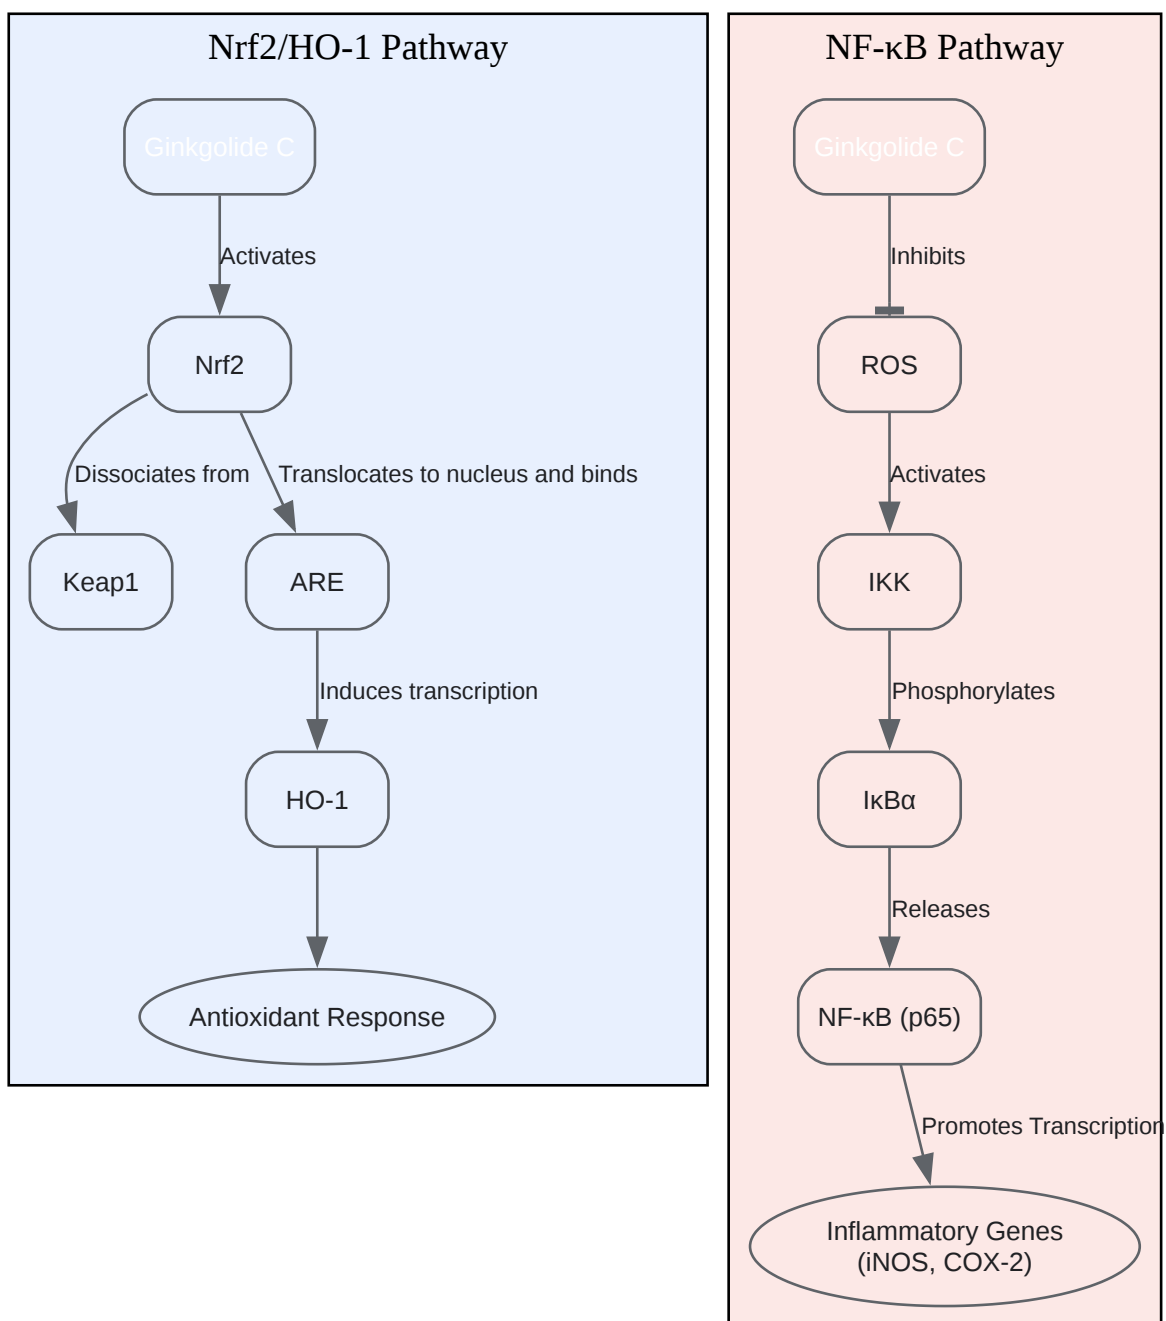 Nrf2/HO-1 Pathway
Ginkgolide C
Activates
Nrf2
Dissociates from
Translocates to nucleus and binds
Keap1
ARE
Induces transcription
HO-1
Antioxidant Response
NF-κB Pathway
Ginkgolide C
Inhibits
ROS
Activates
IKK
Phosphorylates
IκBα
Releases
NF-κB (p65)
Promotes Transcription
Inflammatory Genes
(iNOS, COX-2)